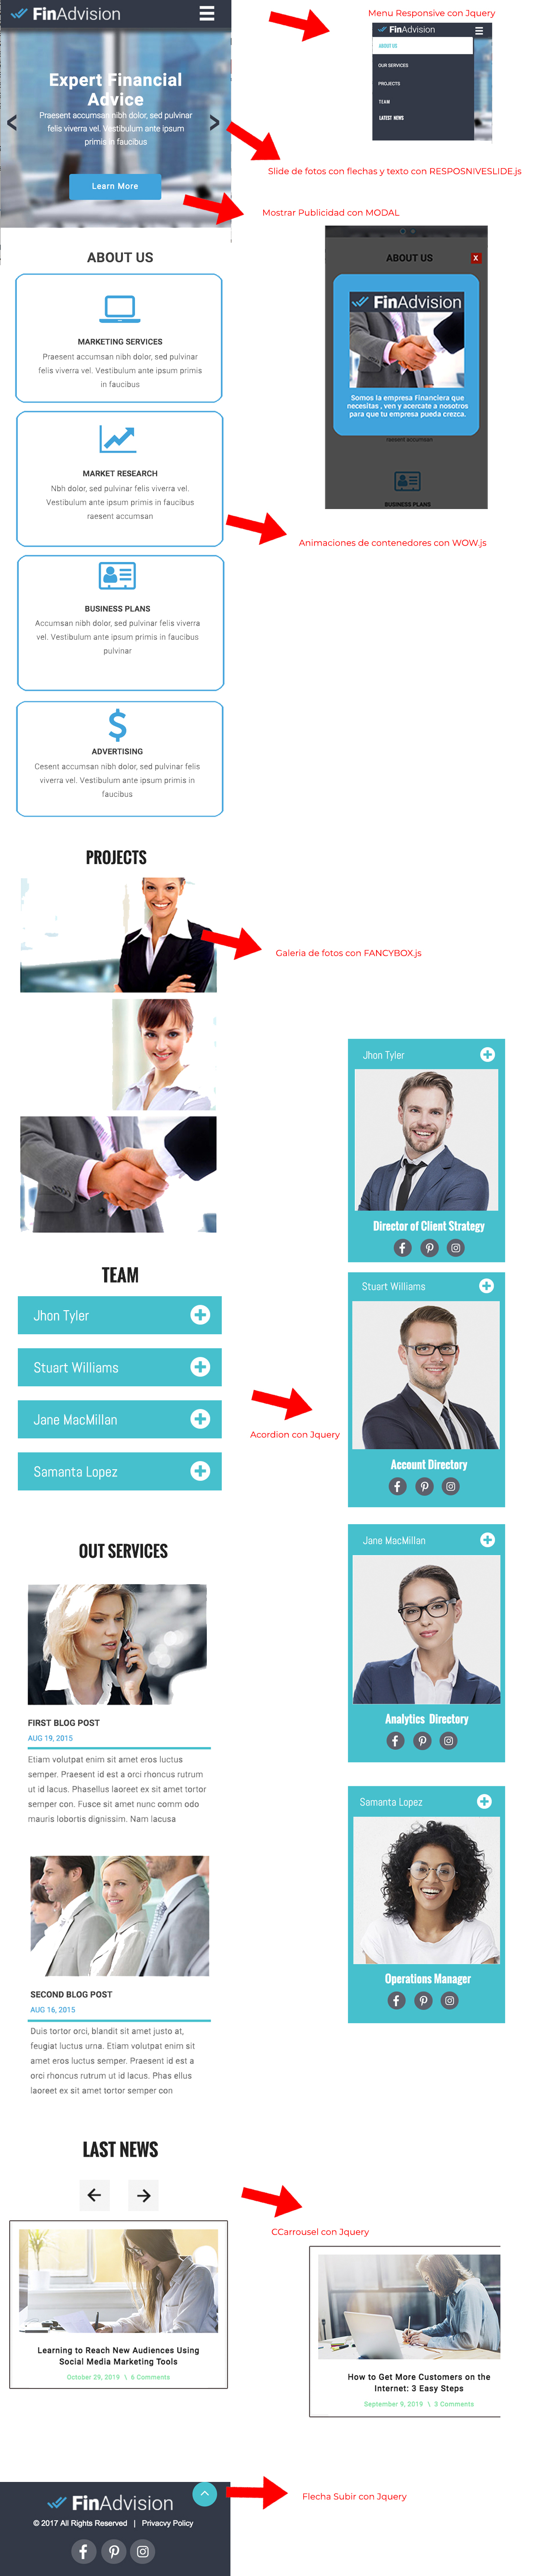 FinAdvision
Expert Financial
Advice
Praesent accumsan nibh dolor, sed pulvinar
felis viverra vel. Vestibulum ante ipsum
primis in faucibus
Learn More
Menu Responsive con Jquery
FinAdvision
ABOUT US
OUR SERVICES
PROJECTS
TEAM
LATEST NEWS
Slide de fotos con flechas y texto con RESPOSNIVESLIDE.js
Mostrar Publicidad con MODAL
ABOUT US
X
FinAdvision
Somos la empresa Financiera que
necesitas , ven y acercate a nosotros
para que tu empresa pueda crezca.
raesent accumsan
BUSINESS PLANS
ABOUT US
MARKETING SERVICES
Praesent accumsan nibh dolor, sed pulvinar
felis viverra vel. Vestibulum ante ipsum primis
in faucibus
MARKET RESEARCH
Nbh dolor, sed pulvinar felis viverra vel.
Vestibulum ante ipsum primis in faucibus
raesent accumsan
Animaciones de contenedores con WOW.js
BUSINESS PLANS
Accumsan nibh dolor, sed pulvinar felis viverra
vel. Vestibulum ante ipsum primis in faucibus
pulvinar
ADVERTISING
Cesent accumsan nibh dolor, sed pulvinar felis
viverra vel. Vestibulum ante ipsum primis in
faucibus
PROJECTS
Galeria de fotos con FANCYBOX.js
TEAM
Jhon Tyler
Stuart Williams
Jane MacMillan
Samanta Lopez
Acordion con Jquery
Jhon Tyler
Director of Client Strategy
Stuart Williams
Account Directory
Jane MacMillan
Analytics Directory
Samanta Lopez
Operations Manager
OUT SERVICES
FIRST BLOG POST
AUG 19, 2015
Etiam volutpat enim sit amet eros luctus
semper. Praesent id est a orci rhoncus rutrum
ut id lacus. Phasellus laoreet ex sit amet tortor
semper con. Fusce sit amet nunc comm odo
mauris lobortis dignissim. Nam lacusa
SECOND BLOG POST
AUG 16, 2015
Duis tortor orci, blandit sit amet justo at,
feugiat luctus urna. Etiam volutpat enim sit
amet eros luctus semper. Praesent id est a
orci rhoncus rutrum ut id lacus. Phas ellus
laoreet ex sit amet tortor semper con
LAST NEWS
CCarrousel con Jquery
Learning to Reach New Audiences Using
Social Media Marketing Tools
October 29, 2019 \ 6 Comments
How to Get More Customers on the
Internet: 3 Easy Steps
September 9, 2019 \ 3 Comments
FinAdvision
© 2017 All Rights Reserved | Privacvy Policy
Flecha Subir con Jquery